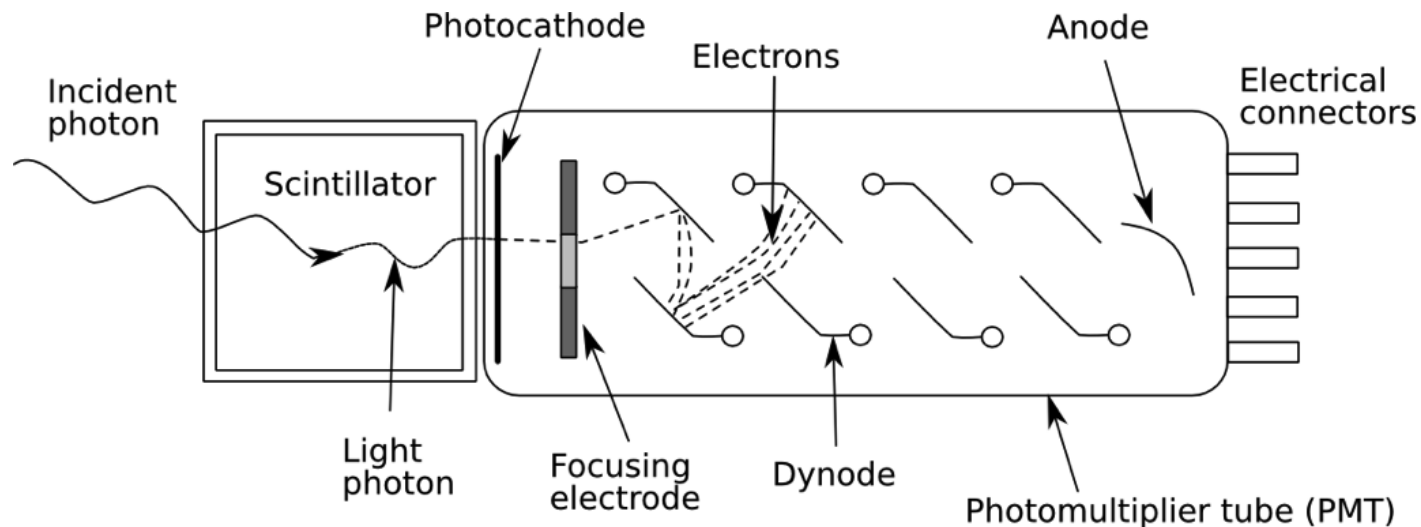 Photocathode
Anode
Electrons
Incident
photon
Electrical
connectors
Scintillator
Light
photon
Focusing
electrode
Dynode
Photomultiplier tube (PMT)